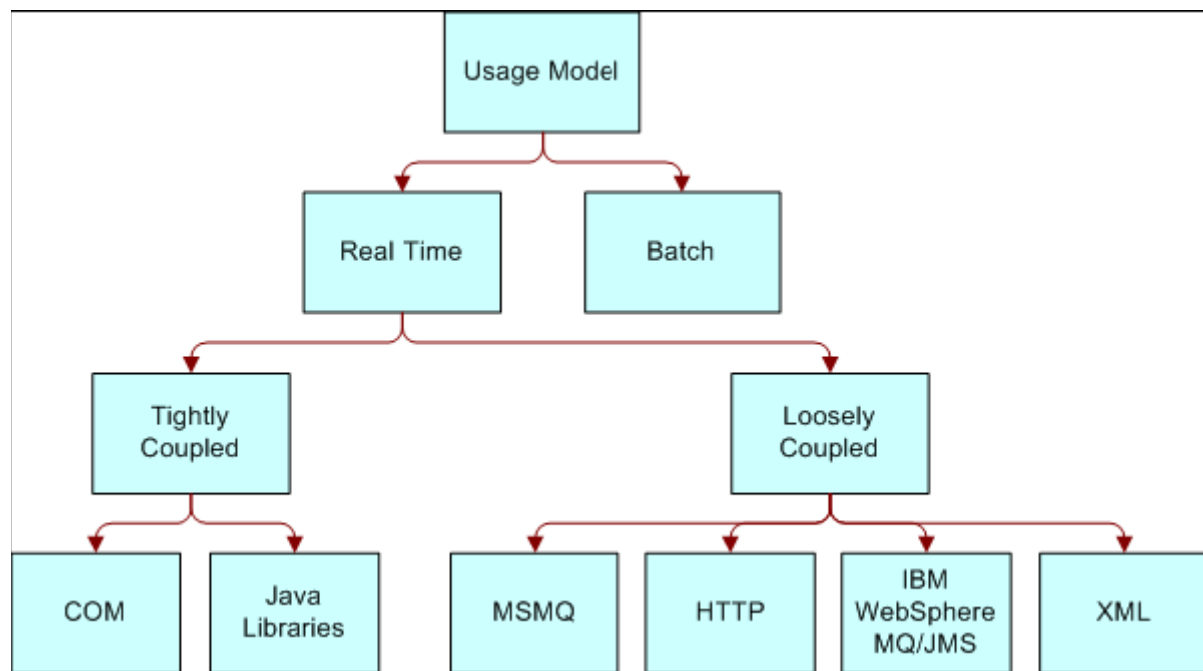 Usage Model
Real Time
Batch
Tightly
Coupled
Loosely
Coupled
COM
Java
Libraries
MSMQ
HTTP
IBM
WebSphere
MQ/JMS
XML